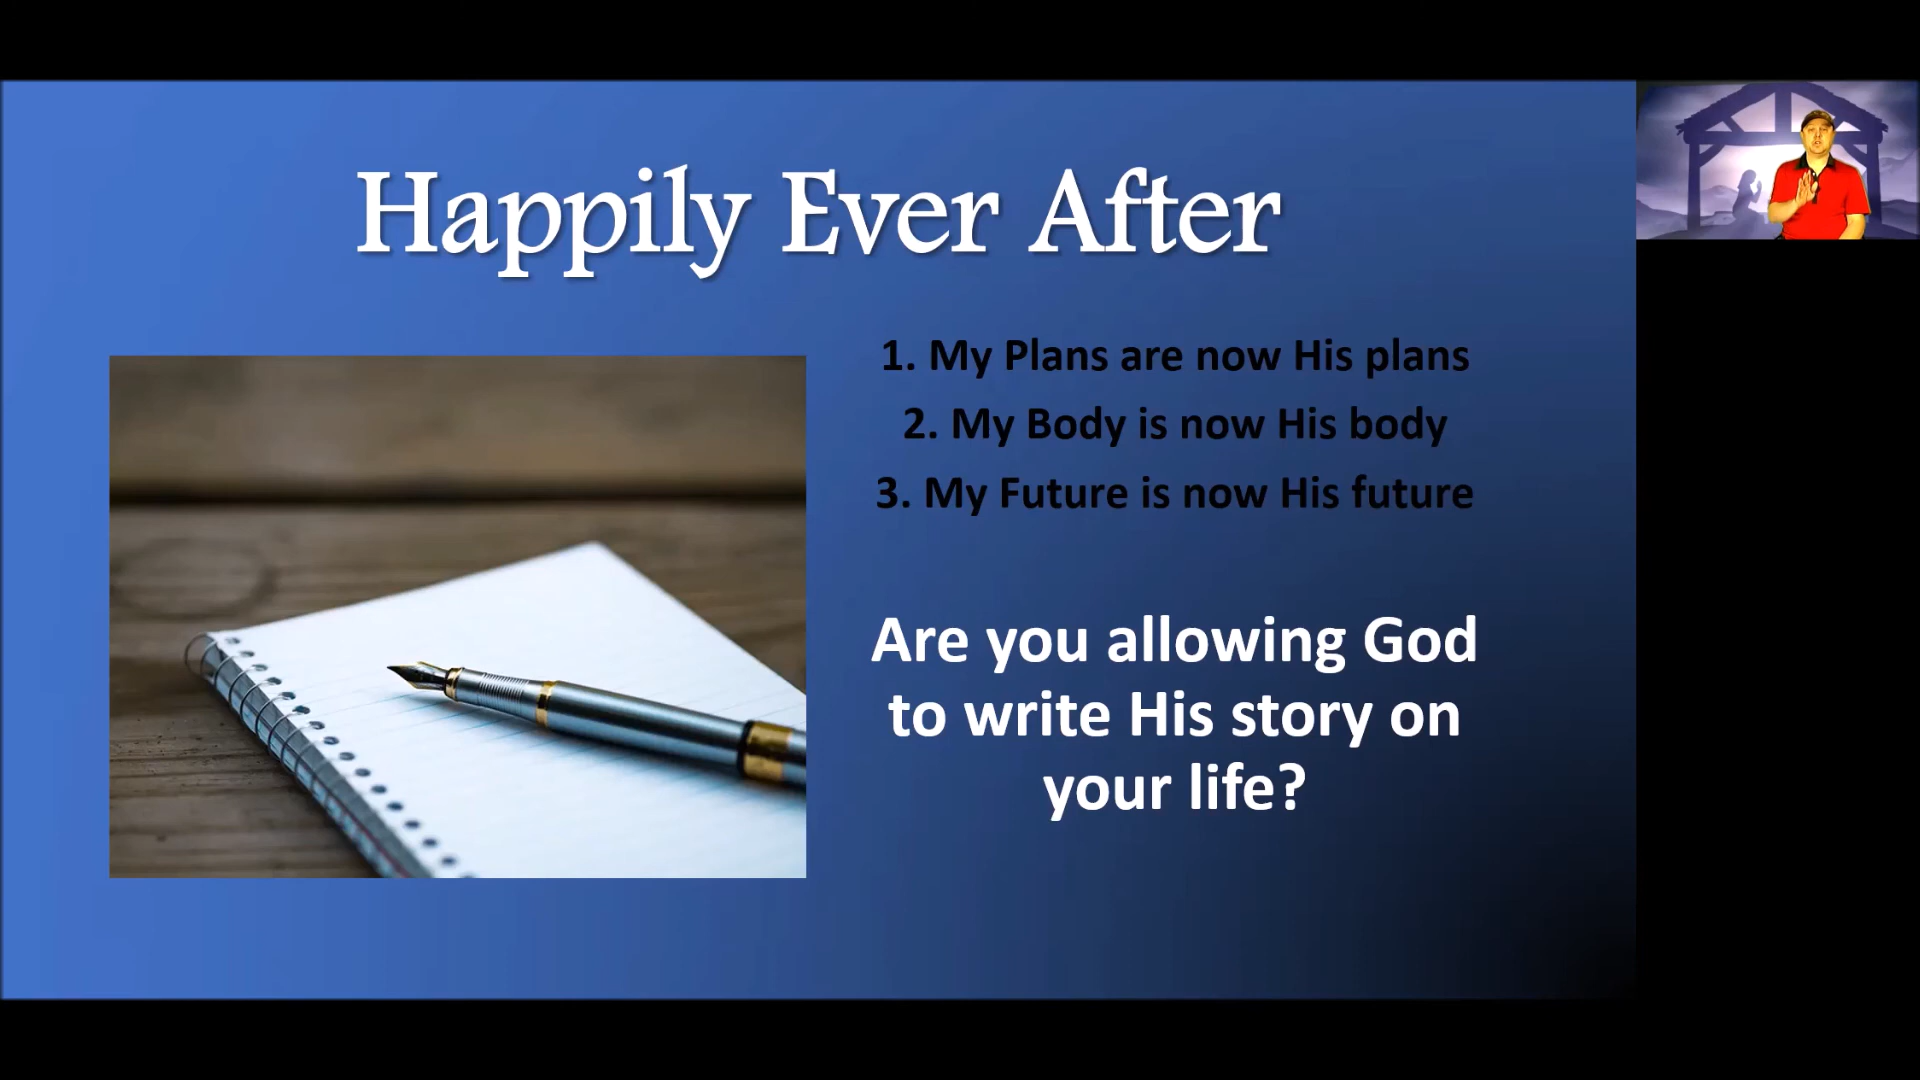 Happily Ever After
1. My Plans are now His plans
2. My Body is now His body
3. My Future is now His future
Are you allowing God
to write His story on
your life?